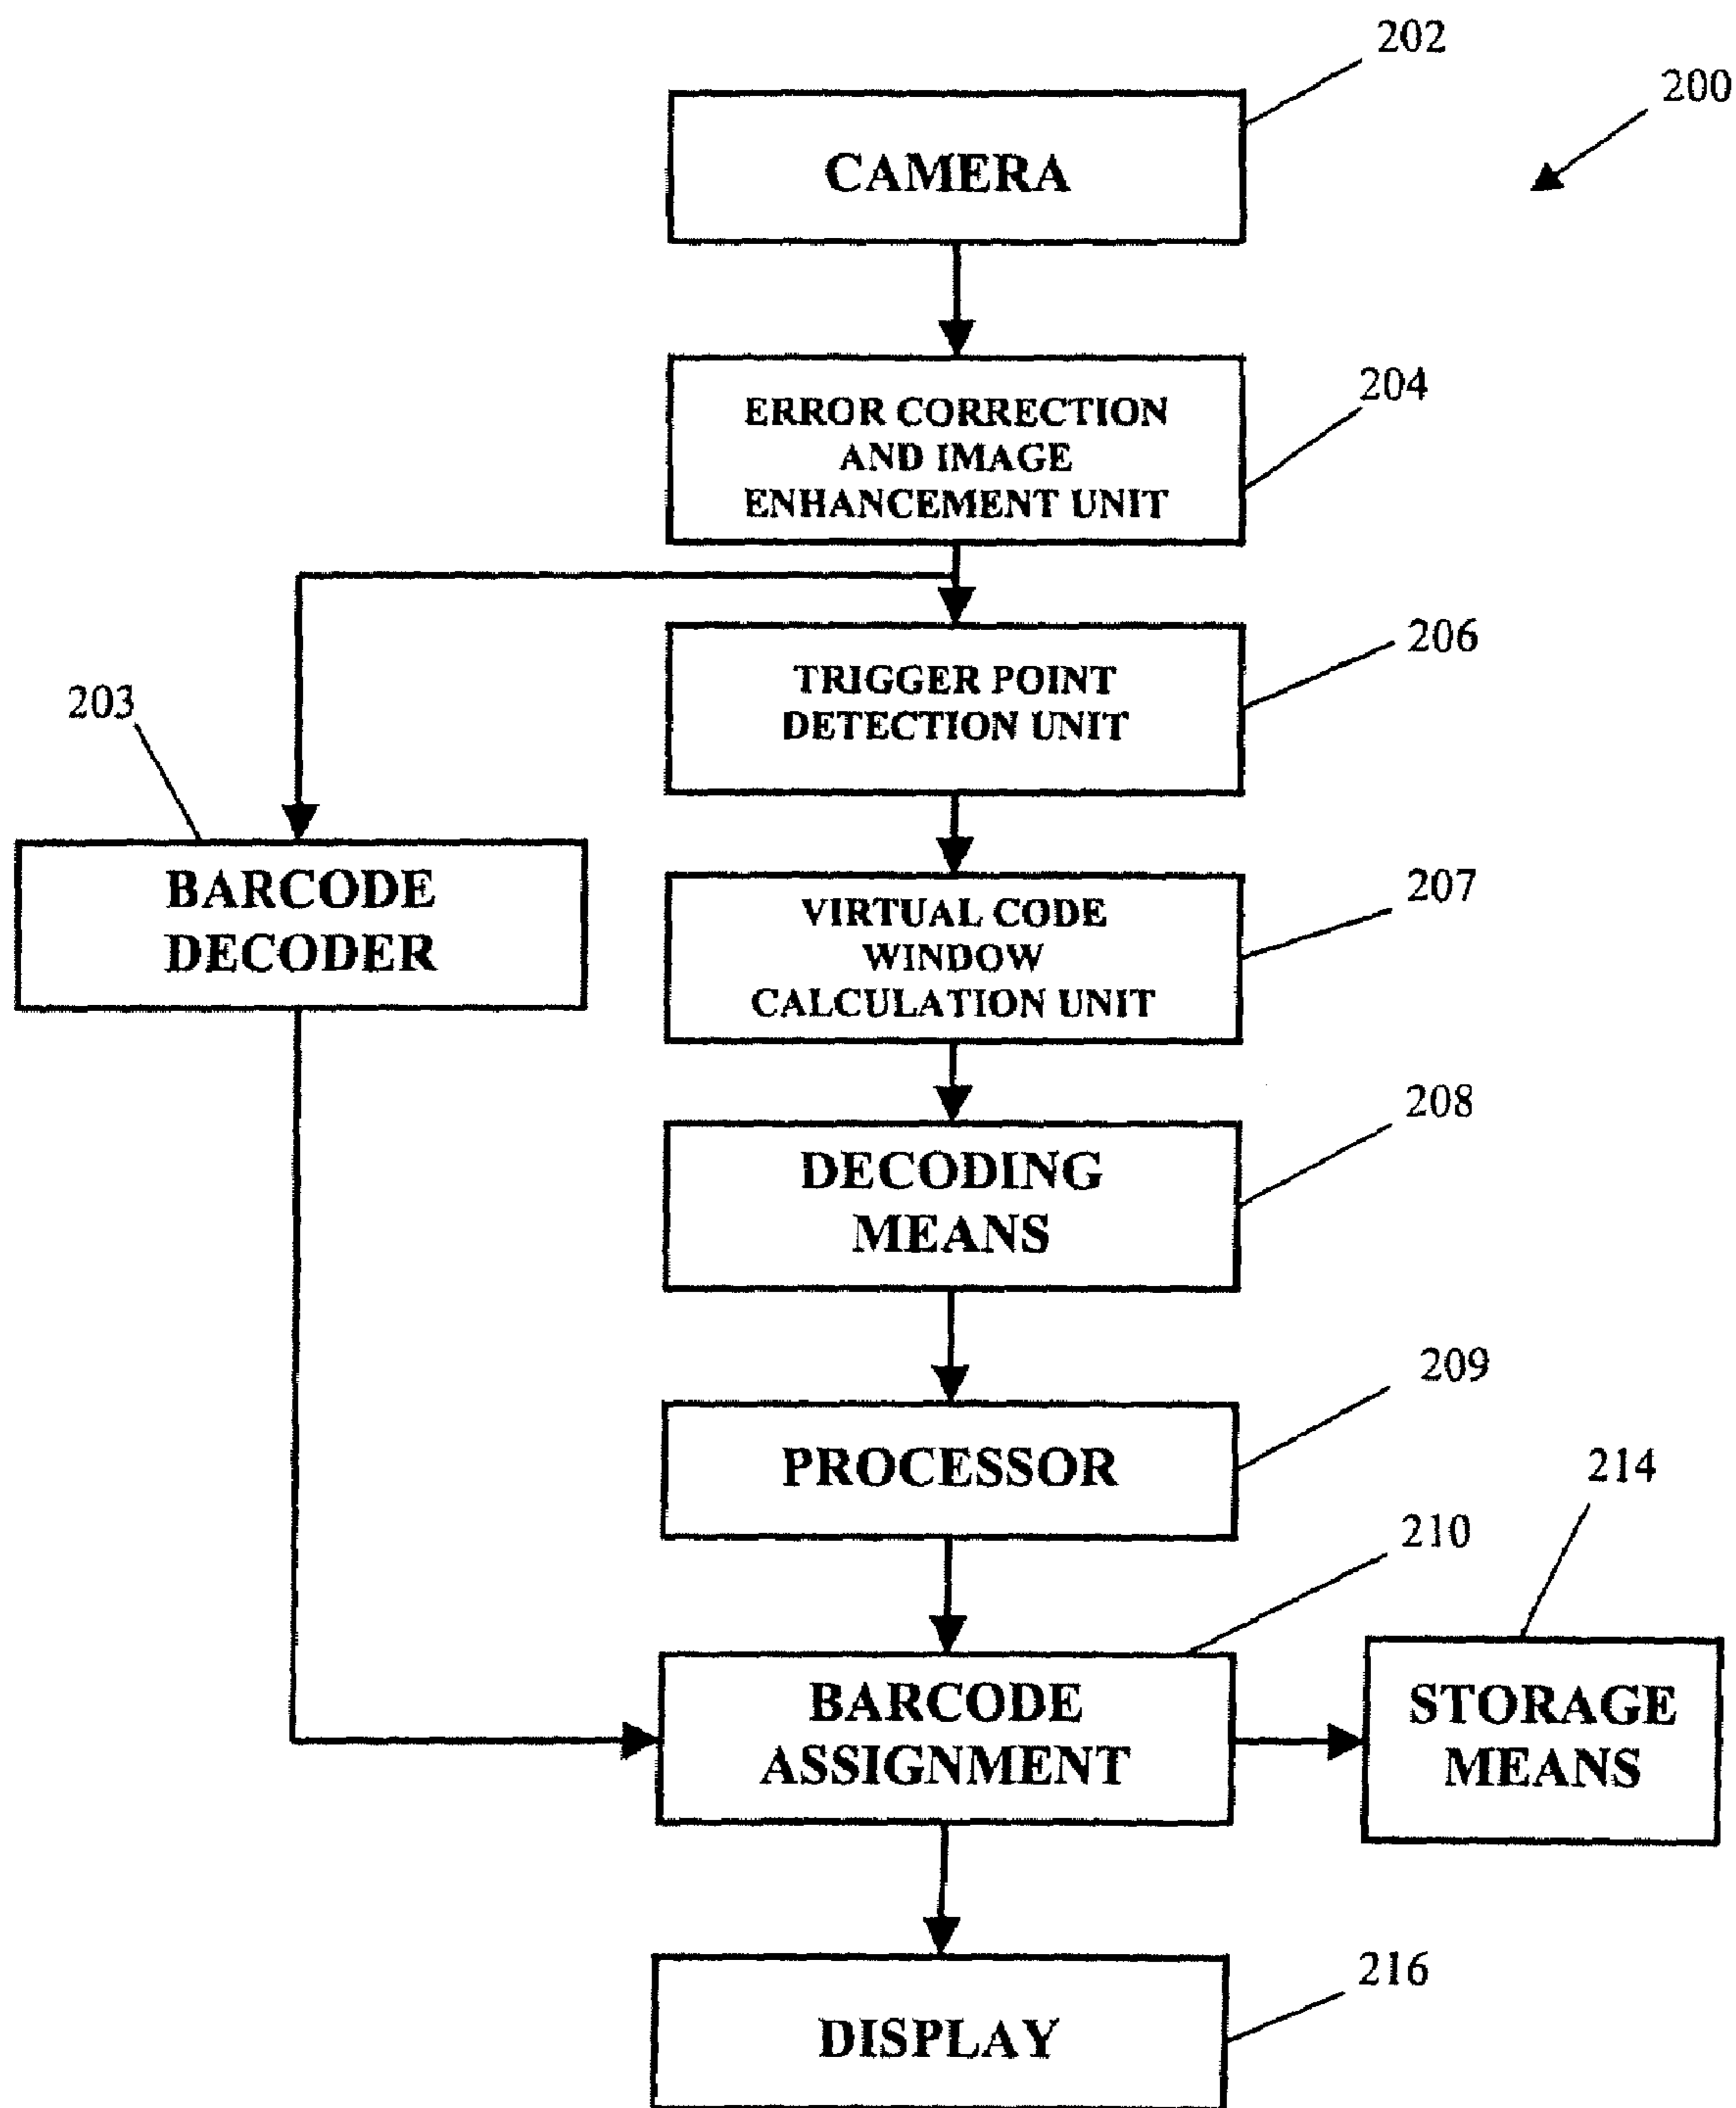 202
200
CAMERA
204
ERROR CORRECTION
AND IMAGE
ENHANCEMENT UNIT
206
TRIGGER POINT
DETECTION UNIT
203
BARCODE
DECODER
207
VIRTUAL CODE
WINDOW
CALCULATION UNIT
208
DECODING
MEANS
209
PROCESSOR
214
210
BARCODE
ASSIGNMENT
STORAGE
MEANS
216
DISPLAY